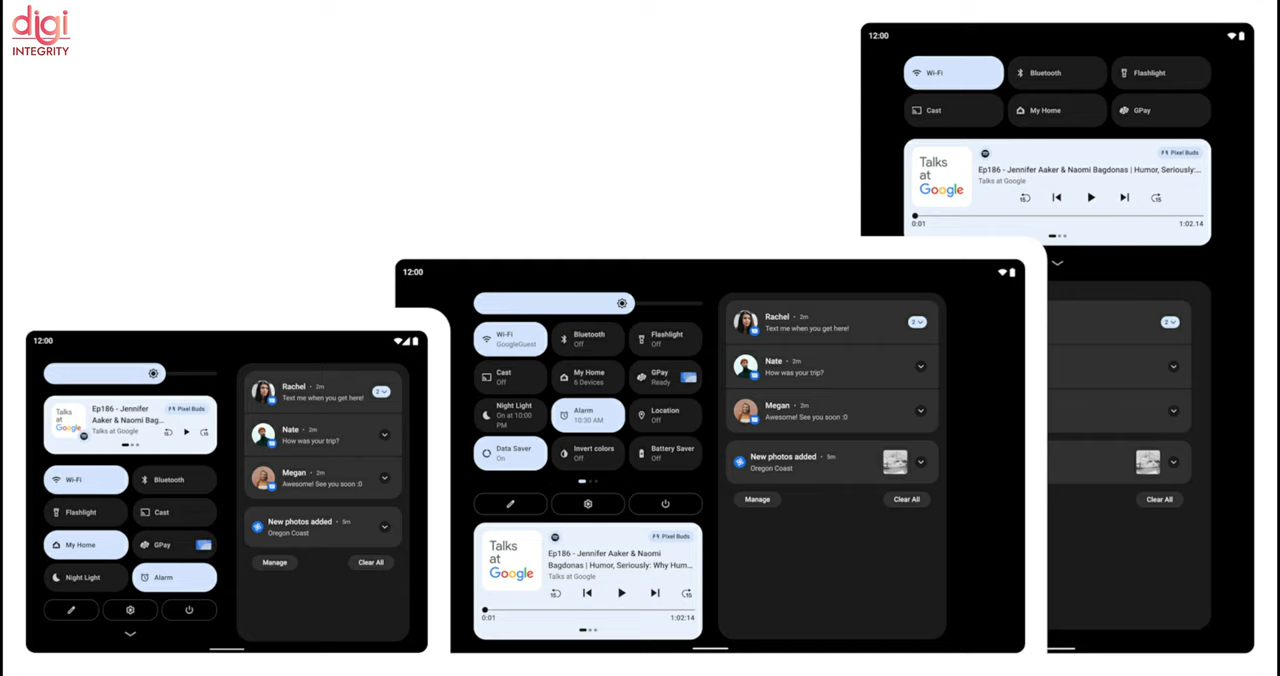 digi
INTEGRITY
12:00
Wi-Fi
Bluetooth
Flashlight
Cast
My Home
GPay
Talks
at
Google
Pixel Buds
Ep186 - Jennifer Aaker & Naomi Bagdonas | Humor, Seriously:...
Talks at Google
15
15
0:01
1:02.14
2
Clear All
12:00
Wi-Fi
GoogleGuest
Bluetooth
Off
Flashlight
Off
Cast
Off
My Home
6 Devices
GPay
Ready
Night Light
On at 10:00
PM
Alarm
10:30 AM
Location
Off
Data Saver
On
Invert colors
Off
Battery Saver
Off
Talks
at
Google
Pixel Buds
Ep186 - Jennifer Aaker & Naomi
Bagdonas | Humor, Seriously: Why Hum...
Talks at Google
15
15
0:01
1:02:14
Rachel · 2m
Text me when you get here!
2
Nate · 2m
How was your trip?
Megan · 2m
Awesome! See you soon :0
New photos added · 5m
Oregon Coast
Manage
Clear All
12:00
Talks
at
Google
Ep186 - Jennifer
Aaker & Naomi Bag...
Talks at Google
Pixel Buds
15
15
Wi-Fi
Bluetooth
Flashlight
Cast
My Home
GPay
Night Light
Alarm
Rachel · 2m
Text me when you get here!
2
Nate · 2m
How was your trip?
Megan · 2m
Awesome! See you soon :0
New photos added · 5m
Oregon Coast
Manage
Clear All